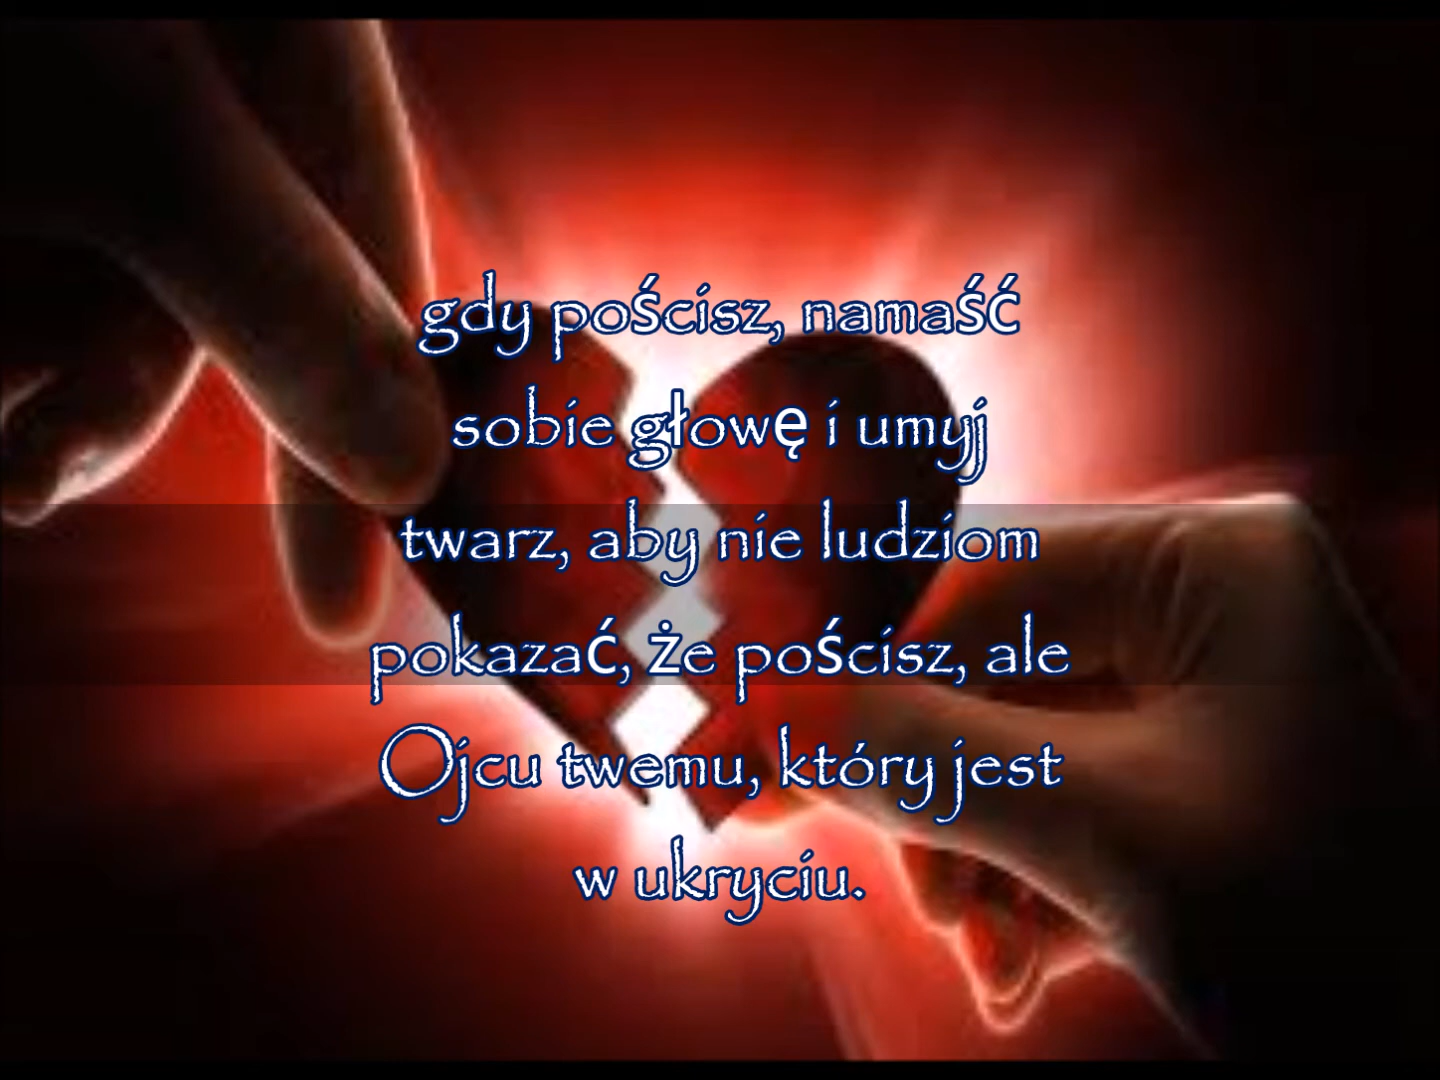 gdy pościsz, namaść
sobie głowę i umyj
twarz, aby nie ludziom
pokazać, że pościsz, ale
Ojcu twemu, który jest
w ukryciu.